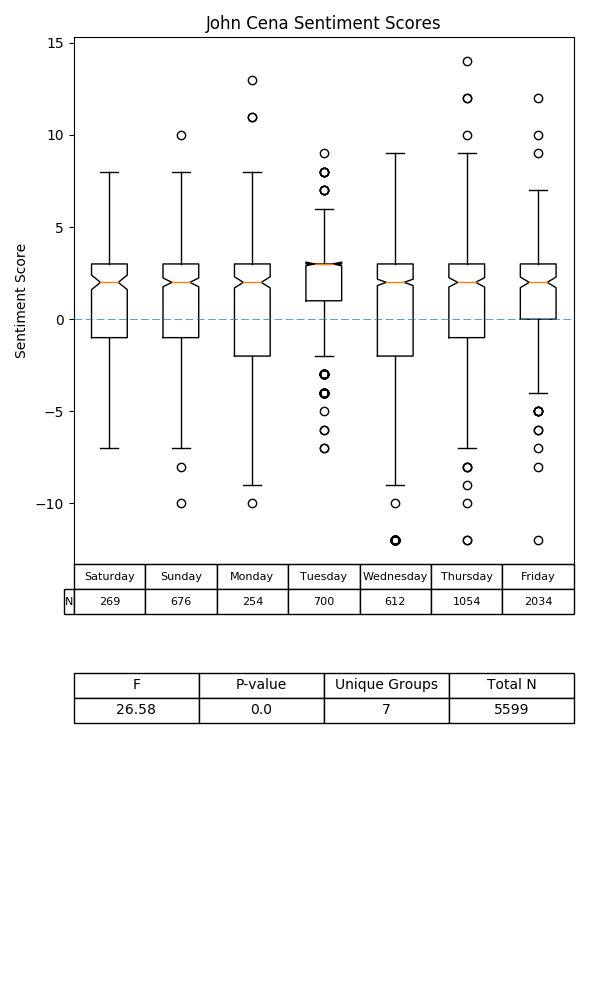 John Cena Sentiment Scores
15
10
5
0
−5
−10
Sentiment Score
Saturday Sunday Monday Tuesday Wednesday Thursday Friday
N 269 676 254 700 612 1054 2034
F P-value Unique Groups Total N
26.58 0.0 7 5599